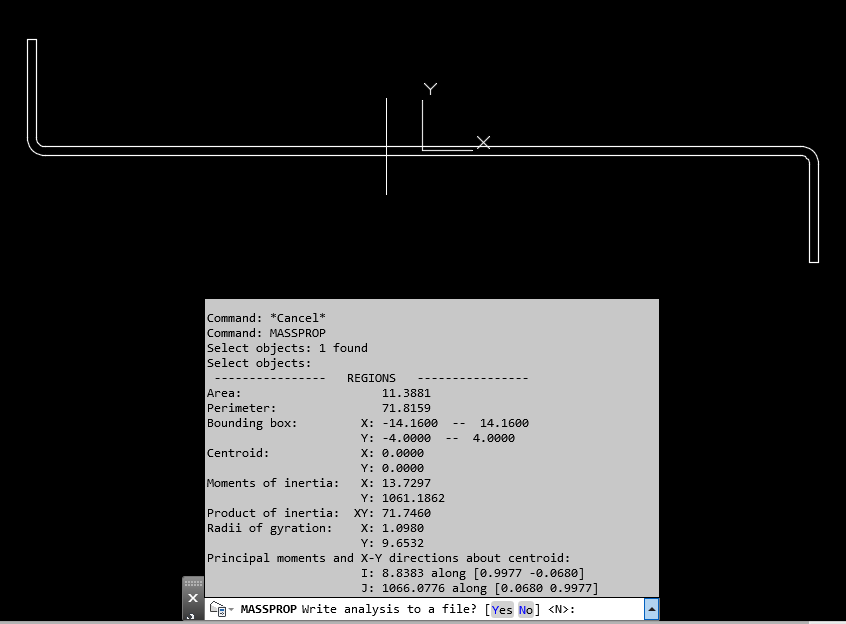 Y
X
Command: *Cancel*
Command: MASSPROP
Select objects: 1 found
Select objects:
---------------- REGIONS ----------------
Area: 11.3881
Perimeter: 71.8159
Bounding box: X: -14.1600 -- 14.1600
Y: -4.0000 -- 4.0000
Centroid: X: 0.0000
Y: 0.0000
Moments of inertia: X: 13.7297
Y: 1061.1862
Product of inertia: XY: 71.7460
Radii of gyration: X: 1.0980
Y: 9.6532
Principal moments and X-Y directions about centroid:
I: 8.8383 along [0.9977 -0.0680]
J: 1066.0776 along [0.0680 0.9977]
MASSPROP Write analysis to a file? [Yes No] <N>: